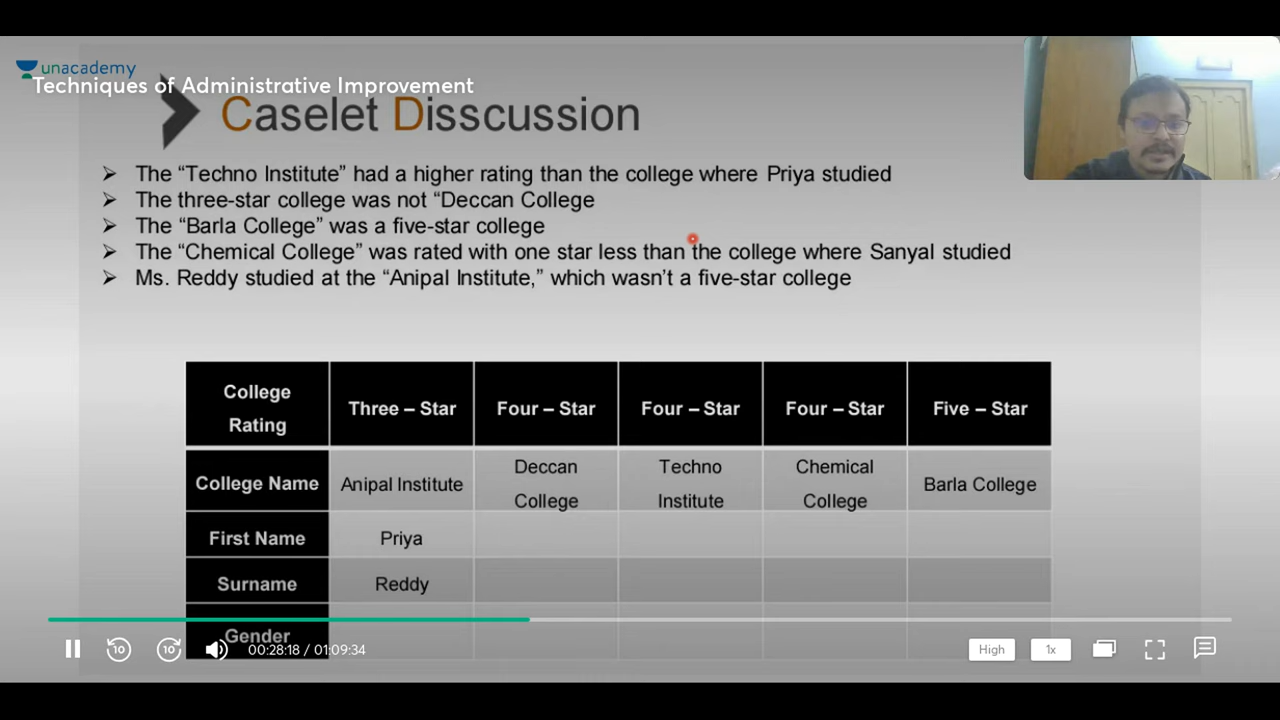 unacademy
Techniques of Administrative Improvement
Caselet Disscussion
The “Techno Institute” had a higher rating than the college where Priya studied
The three-star college was not “Deccan College
The “Barla College” was a five-star college
The “Chemical College” was rated with one star less than the college where Sanyal studied
Ms. Reddy studied at the “Anipal Institute,” which wasn’t a five-star college
College Rating Three – Star Four – Star Four – Star Four – Star Five – Star
College Name Anipal Institute Deccan College Techno Institute Chemical College Barla College
First Name Priya
Surname Reddy
Gender
10 10 00:28:18 / 01:09:34 High 1x